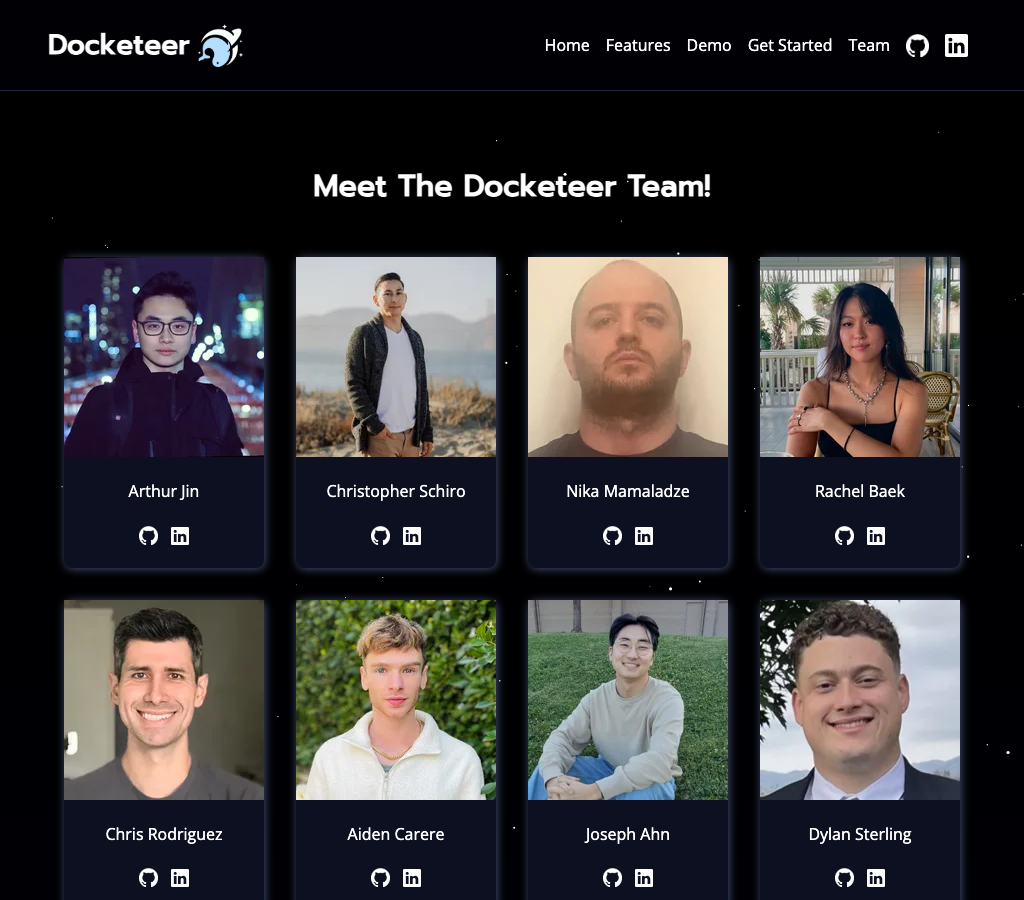 Docketeer
Home Features Demo Get Started Team
Meet The Docketeer Team!
Arthur Jin
Christopher Schiro
Nika Mamaladze
Rachel Baek
Chris Rodriguez
Aiden Carere
Joseph Ahn
Dylan Sterling